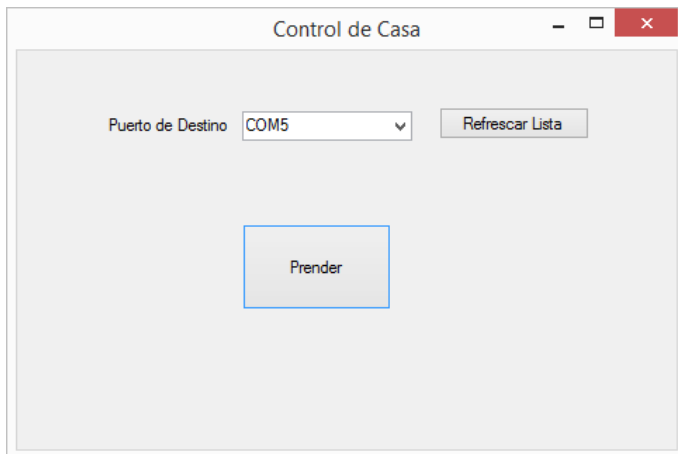 Control de Casa
Puerto de Destino COM5 Refrescar Lista
Prender